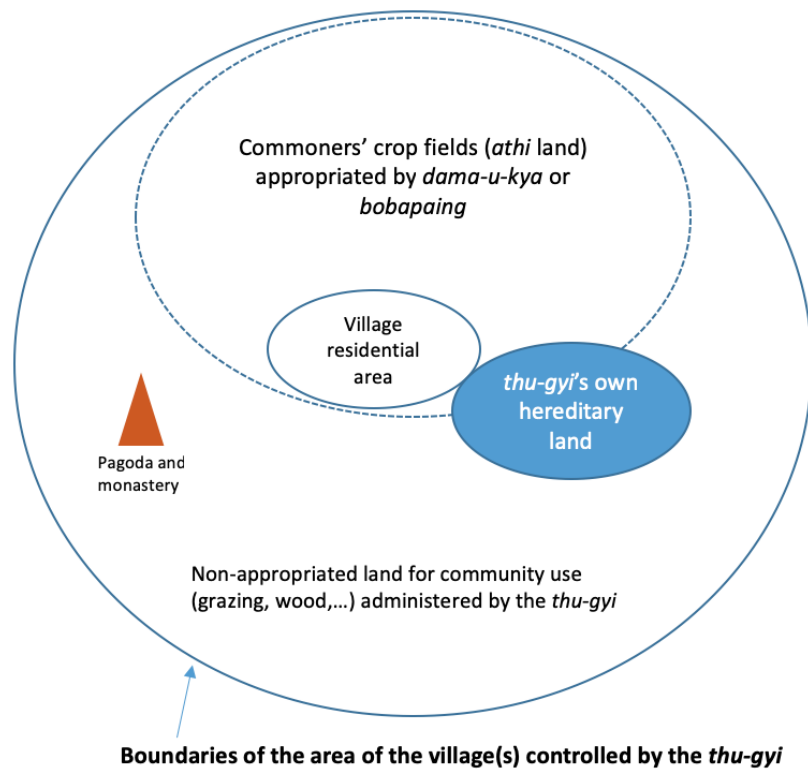 Commoners’ crop fields (athi land)
appropriated by dama-u-kya or
bobapaing
Village
residential
area
thu-gyi’s own
hereditary
land
Pagoda and
monastery
Non-appropriated land for community use
(grazing, wood,…) administered by the thu-gyi
Boundaries of the area of the village(s) controlled by the thu-gyi